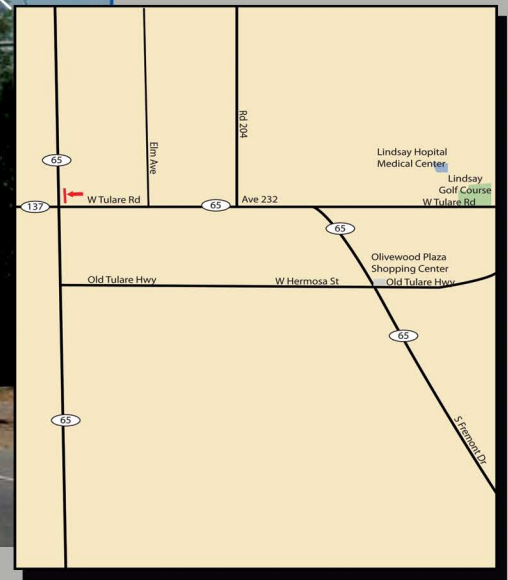 Rd 204
Elm Ave
65
Lindsay Hopital
Medical Center
Lindsay
Golf Course
W Tulare Rd
137
W Tulare Rd
65
Ave 232
65
Olivewood Plaza
Shopping Center
Old Tulare Hwy
W Hermosa St
Old Tulare Hwy
65
65
S Fremont Dr